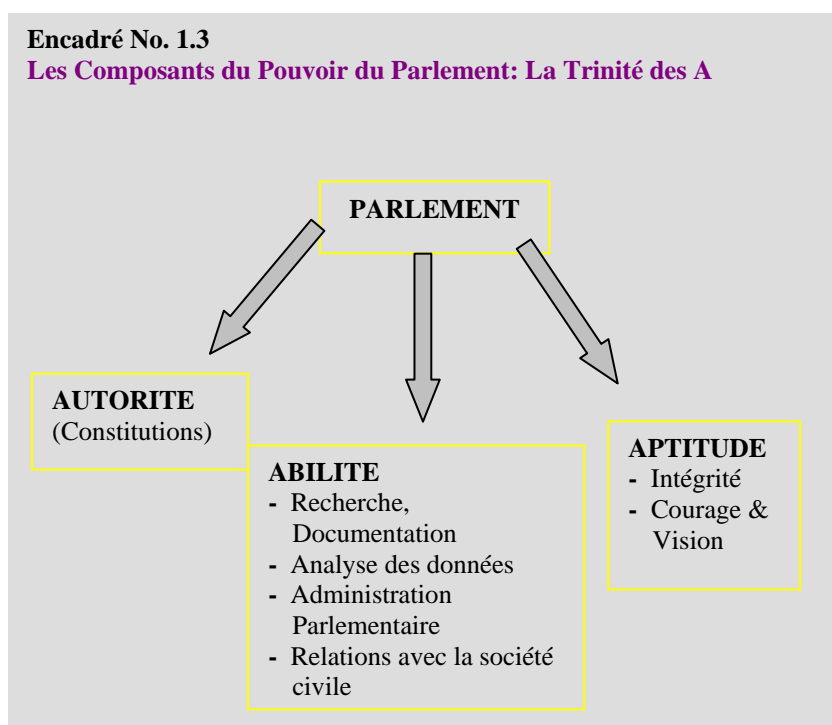 Encadré No. 1.3
Les Composants du Pouvoir du Parlement: La Trinité des A
PARLEMENT
AUTORITE
(Constitutions)
ABILITE
- Recherche,
Documentation
- Analyse des données
- Administration
Parlementaire
- Relations avec la société
civile
APTITUDE
- Intégrité
- Courage &
Vision